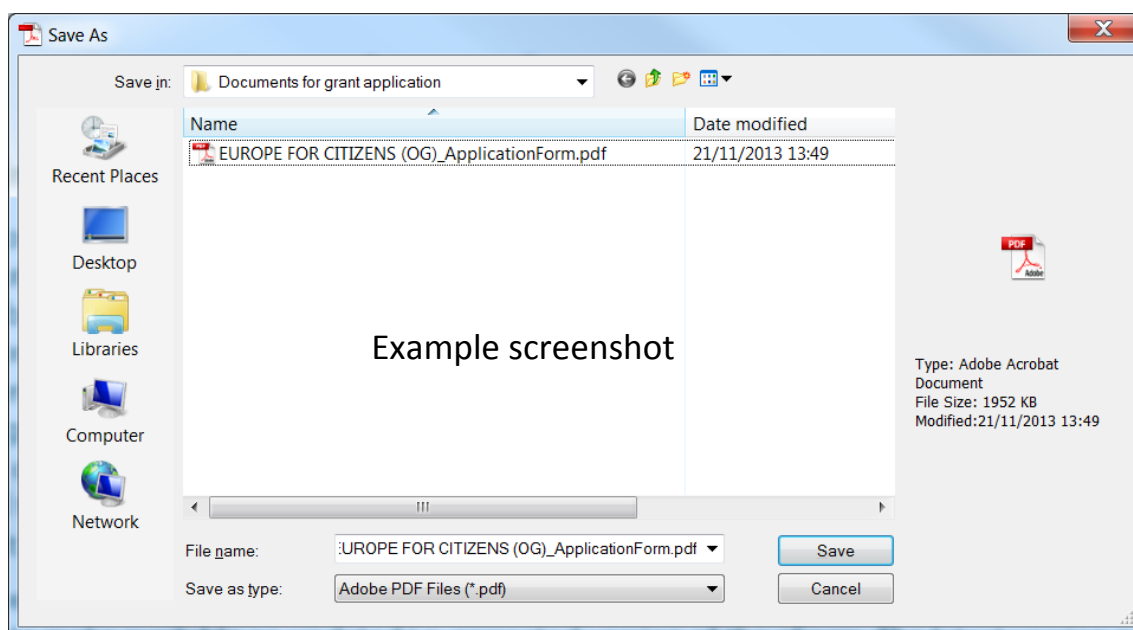 Save As
Save in: Documents for grant application
Name Date modified
EUROPE FOR CITIZENS (OG)_ApplicationForm.pdf 21/11/2013 13:49
Recent Places
Desktop
Libraries
Computer
Network
Example screenshot
PDF
Adobe
Type: Adobe Acrobat
Document
File Size: 1952 KB
Modified:21/11/2013 13:49
File name: :UROPE FOR CITIZENS (OG)_ApplicationForm.pdf
Save
Save as type: Adobe PDF Files (*.pdf)
Cancel